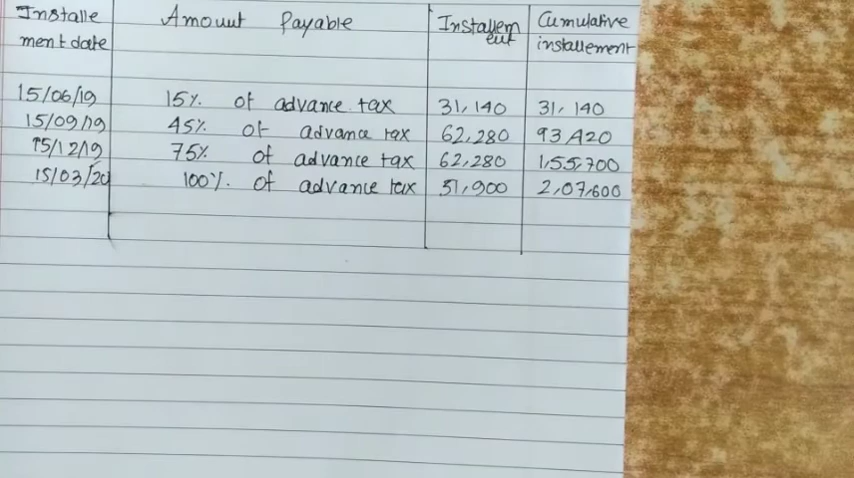 Installe Amount Payable Installem Cumulative
ment date ent installement
15/06/19 15% of advance tax 31,140 31,140
15/09/19 45% of advance tax 62,280 93,420
15/12/19 75% of advance tax 62,280 1,55,700
15/03/20 100% of advance tax 51,900 2,07,600